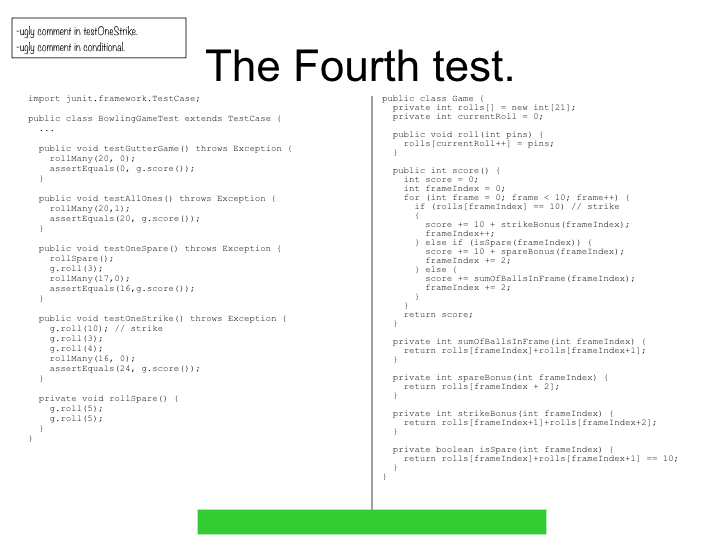 -ugly comment in testOneStrike.
-ugly comment in conditional.
The Fourth test.
import junit.framework.TestCase;
public class BowlingGameTest extends TestCase {
...
public void testGutterGame() throws Exception {
rollMany(20, 0);
assertEquals(0, g.score());
}
public void testAllOnes() throws Exception {
rollMany(20,1);
assertEquals(20, g.score());
}
public void testOneSpare() throws Exception {
rollSpare();
g.roll(3);
rollMany(17,0);
assertEquals(16,g.score());
}
public void testOneStrike() throws Exception {
g.roll(10); // strike
g.roll(3);
g.roll(4);
rollMany(16, 0);
assertEquals(24, g.score());
}
private void rollSpare() {
g.roll(5);
g.roll(5);
}
}
public class Game {
private int rolls[] = new int[21];
private int currentRoll = 0;
public void roll(int pins) {
rolls[currentRoll++] = pins;
}
public int score() {
int score = 0;
int frameIndex = 0;
for (int frame = 0; frame < 10; frame++) {
if (rolls[frameIndex] == 10) // strike
{
score += 10 + strikeBonus(frameIndex);
frameIndex++;
} else if (isSpare(frameIndex)) {
score += 10 + spareBonus(frameIndex);
frameIndex += 2;
} else {
score += sumOfBallsInFrame(frameIndex);
frameIndex += 2;
}
}
return score;
}
private int sumOfBallsInFrame(int frameIndex) {
return rolls[frameIndex]+rolls[frameIndex+1];
}
private int spareBonus(int frameIndex) {
return rolls[frameIndex + 2];
}
private int strikeBonus(int frameIndex) {
return rolls[frameIndex+1]+rolls[frameIndex+2];
}
private boolean isSpare(int frameIndex) {
return rolls[frameIndex]+rolls[frameIndex+1] == 10;
}
}